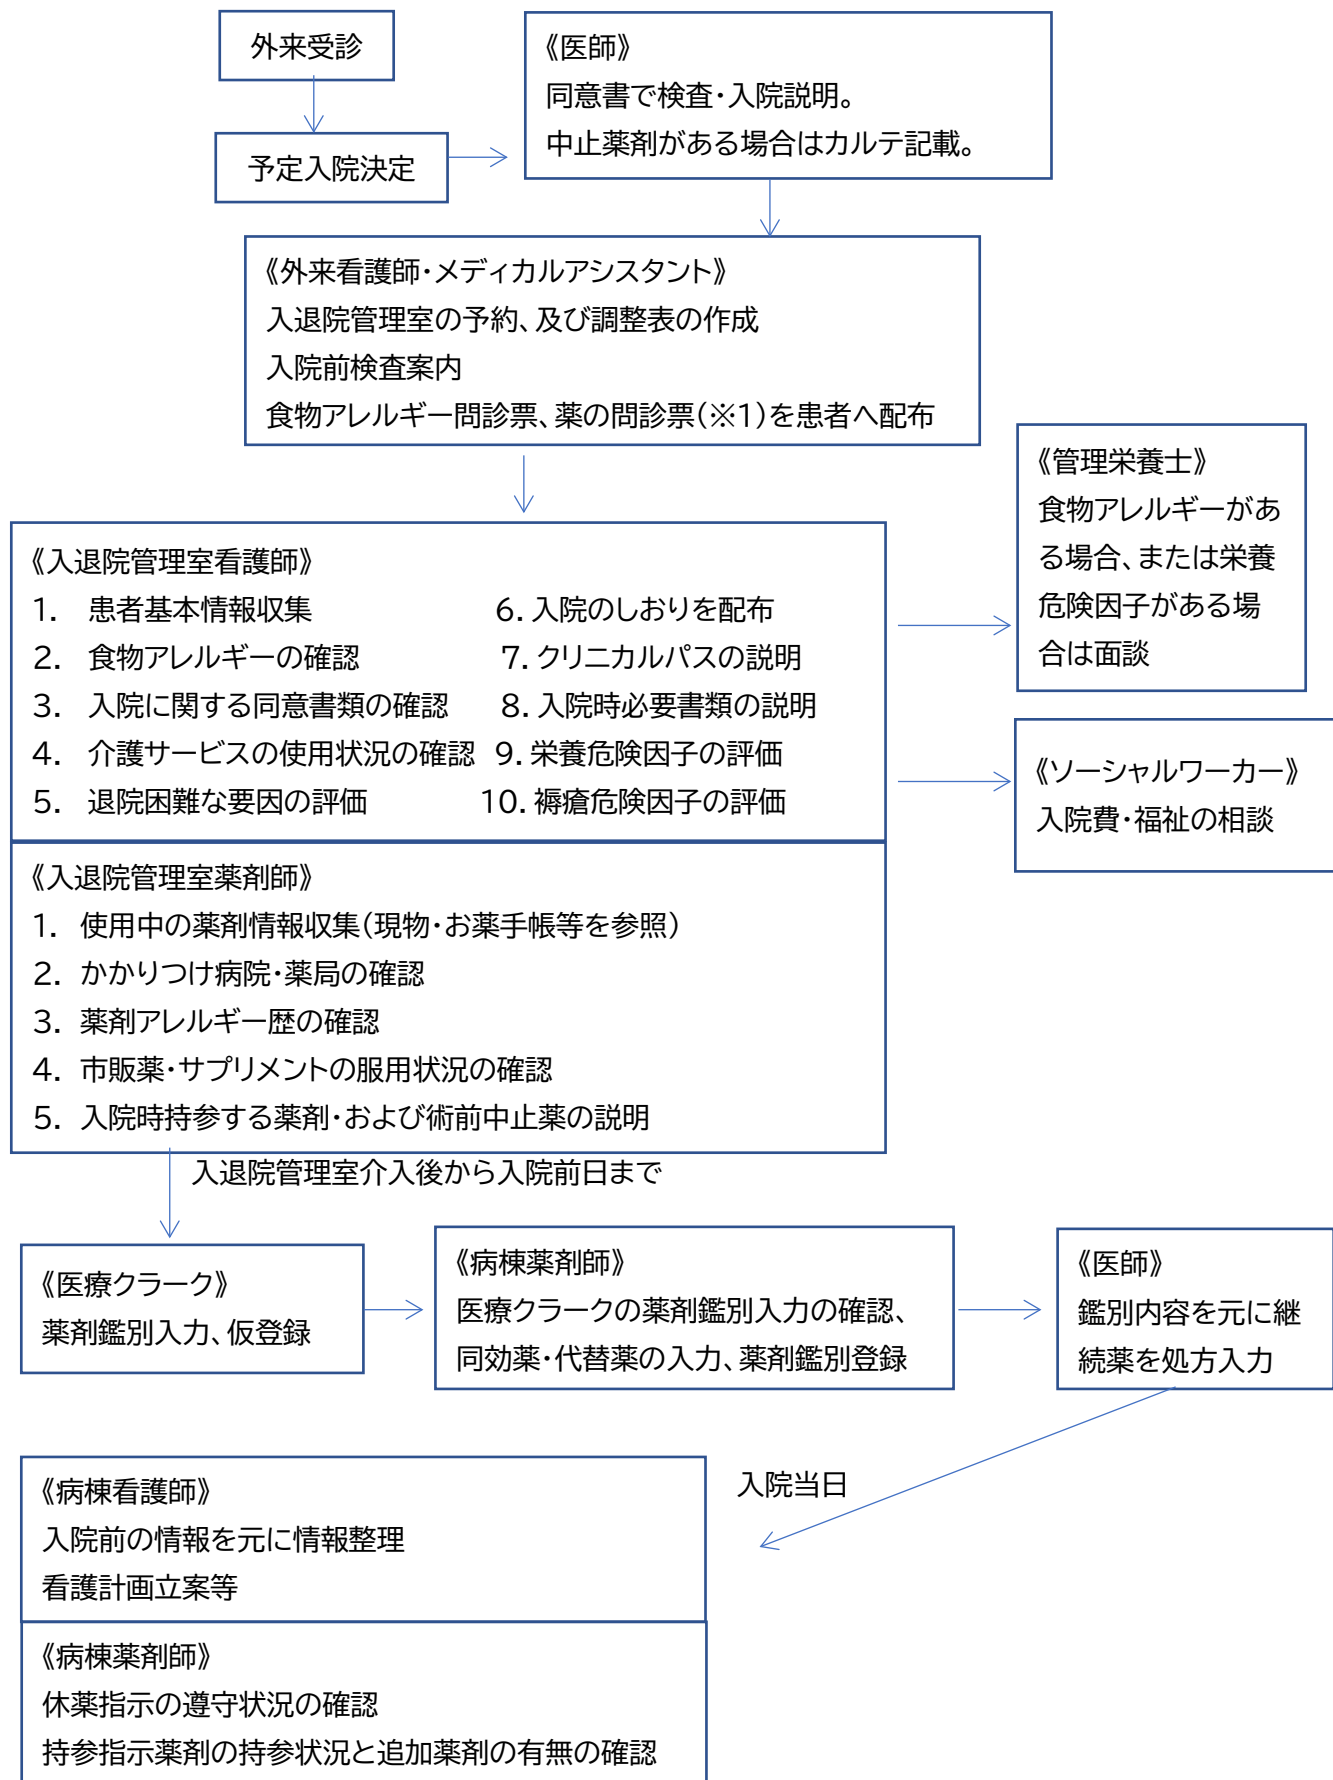 外来受診
《医師》
同意書で検査・入院説明。
中止薬剤がある場合はカルテ記載。
予定入院決定
《外来看護師・メディカルアシスタント》
入退院管理室の予約、及び調整表の作成
入院前検査案内
食物アレルギー問診票、薬の問診票(※1)を患者へ配布
《管理栄養士》
食物アレルギーがあ
る場合、または栄養
危険因子がある場
合は面談
《入退院管理室看護師》
1. 患者基本情報収集 6. 入院のしおりを配布
2. 食物アレルギーの確認 7. クリニカルパスの説明
3. 入院に関する同意書類の確認 8. 入院時必要書類の説明
4. 介護サービスの使用状況の確認 9. 栄養危険因子の評価
5. 退院困難な要因の評価 10. 褥瘡危険因子の評価
《ソーシャルワーカー》
入院費・福祉の相談
《入退院管理室薬剤師》
1. 使用中の薬剤情報収集(現物・お薬手帳等を参照)
2. かかりつけ病院・薬局の確認
3. 薬剤アレルギー歴の確認
4. 市販薬・サプリメントの服用状況の確認
5. 入院時持参する薬剤・および術前中止薬の説明
入退院管理室介入後から入院前日まで
《医療クラーク》
薬剤鑑別入力、仮登録
《病棟薬剤師》
医療クラークの薬剤鑑別入力の確認、
同効薬・代替薬の入力、薬剤鑑別登録
《医師》
鑑別内容を元に継
続薬を処方入力
入院当日
《病棟看護師》
入院前の情報を元に情報整理
看護計画立案等
《病棟薬剤師》
休薬指示の遵守状況の確認
持参指示薬剤の持参状況と追加薬剤の有無の確認